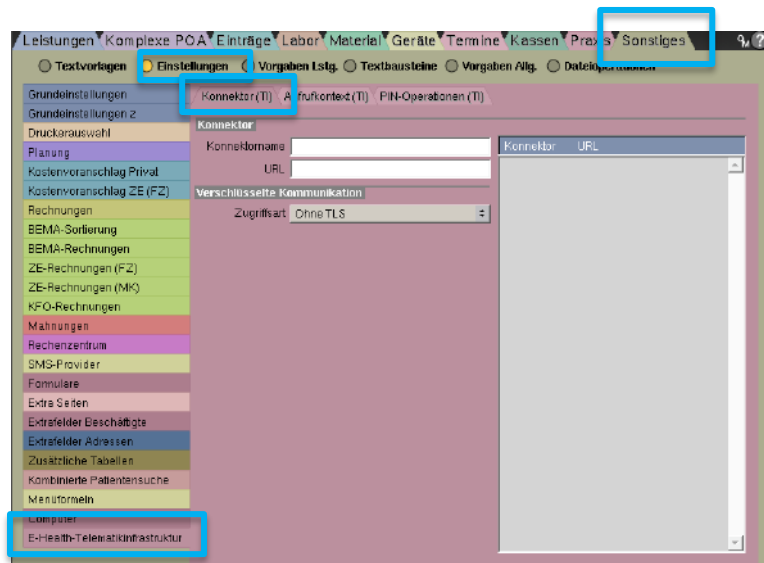 Leistungen Komplexe POA Einträge Labor Material Geräte Termine Kassen Praxis Sonstiges
Textvorlagen Einstellungen Vorgaben Lstg. Textbausteine Vorgaben Allg. Dateioperationen
Grundeinstellungen
Konnektor (TI) Aufrufkontext (TI) PIN-Operationen (TI)
Grundeinstellungen 2
Konnektor
Druckerauswahl
Konnektorname
Konnektor URL
Planung
URL
Kostenvoranschlag Privat
Kostenvoranschlag ZE (FZ)
Verschlüsselte Kommunikation
Rechnungen
Zugriffsart Ohne TLS
BEMA-Sortierung
BEMA-Rechnungen
ZE-Rechnungen (FZ)
ZE-Rechnungen (MK)
KFO-Rechnungen
Mahnungen
Rechenzentrum
SMS-Provider
Formulare
Extra Seiten
Extrafelder Beschäftigte
Extrafelder Adressen
Zusätzliche Tabellen
Kombinierte Patientensuche
Menüformeln
Computer
E-Health-Telematikinfrastruktur